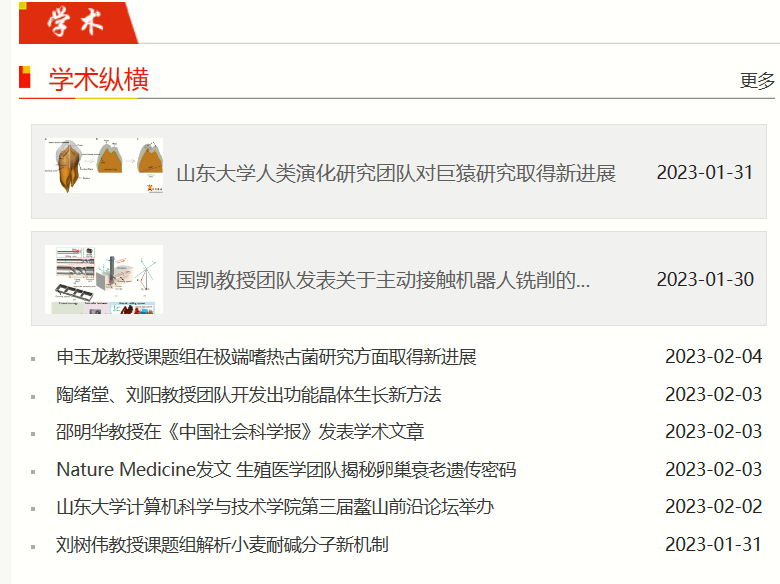 学术
学术纵横
更多
山东大学人类演化研究团队对巨猿研究取得新进展 2023-01-31
国凯教授团队发表关于主动接触机器人铣削的... 2023-01-30
申玉龙教授课题组在极端嗜热古菌研究方面取得新进展 2023-02-04
陶绪堂、刘阳教授团队开发出功能晶体生长新方法 2023-02-03
邵明华教授在《中国社会科学报》发表学术文章 2023-02-03
Nature Medicine发文 生殖医学团队揭秘卵巢衰老遗传密码 2023-02-03
山东大学计算机科学与技术学院第三届鳌山前沿论坛举办 2023-02-02
刘树伟教授课题组解析小麦耐碱分子新机制 2023-01-31